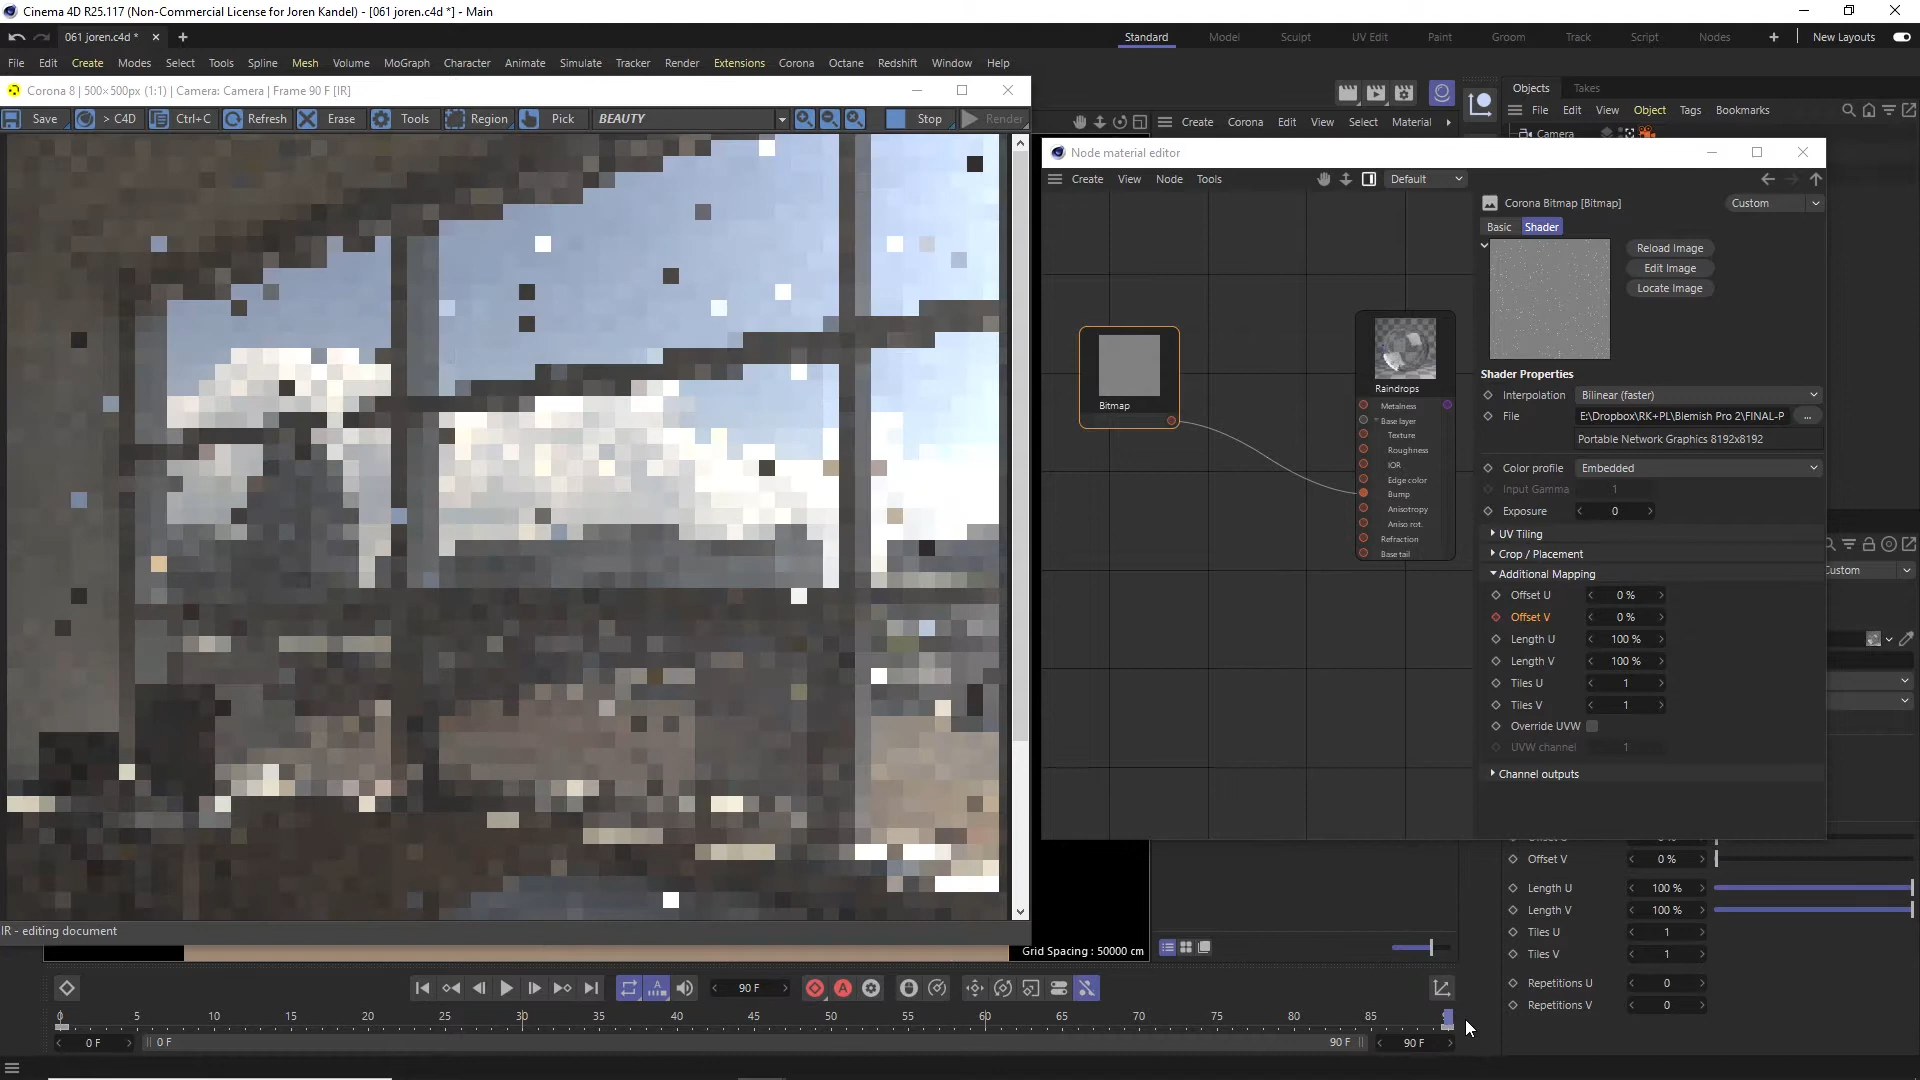 Cinema 4D R25.117 (Non-Commercial License for Joren Kandel) - [061 joren.c4d *] - Main
061 joren.c4d *
Standard Model Sculpt UV Edit Paint Groom Track Script Nodes New Layouts
File Edit Create Modes Select Tools Spline Mesh Volume MoGraph Character Animate Simulate Tracker Render Extensions Corona Octane Redshift Window Help
Corona 8 | 500×500px (1:1) | Camera: Camera | Frame 90 F [IR]
Save > C4D Ctrl+C Refresh Erase Tools Region Pick BEAUTY Stop Render
Objects Takes
File Edit View Object Tags Bookmarks
Create Corona Edit View Select Material
Camera
Node material editor
Create View Node Tools Default
Bitmap
Raindrops
Metalness
Base layer
Texture
Roughness
IOR
Edge color
Bump
Anisotropy
Aniso rot.
Refraction
Base tail
Corona Bitmap [Bitmap] Custom
Basic Shader
Reload Image
Edit Image
Locate Image
Shader Properties
Interpolation Bilinear (faster)
File E:\Dropbox\RK+PL\Blemish Pro 2\FINAL-P ...
Portable Network Graphics 8192x8192
Color profile Embedded
Input Gamma 1
Exposure 0
UV Tiling
Crop / Placement
Additional Mapping
Offset U 0 %
Offset V 0 %
Length U 100 %
Length V 100 %
Tiles U 1
Tiles V 1
Override UVW
UVW channel 1
Channel outputs
Custom
Offset V 0 %
Length U 100 %
Length V 100 %
Tiles U 1
Tiles V 1
Repetitions U 0
Repetitions V 0
IR - editing document
Grid Spacing : 50000 cm
90 F
0 5 10 15 20 25 30 35 40 45 50 55 60 65 70 75 80 85
0 F 0 F 90 F 90 F